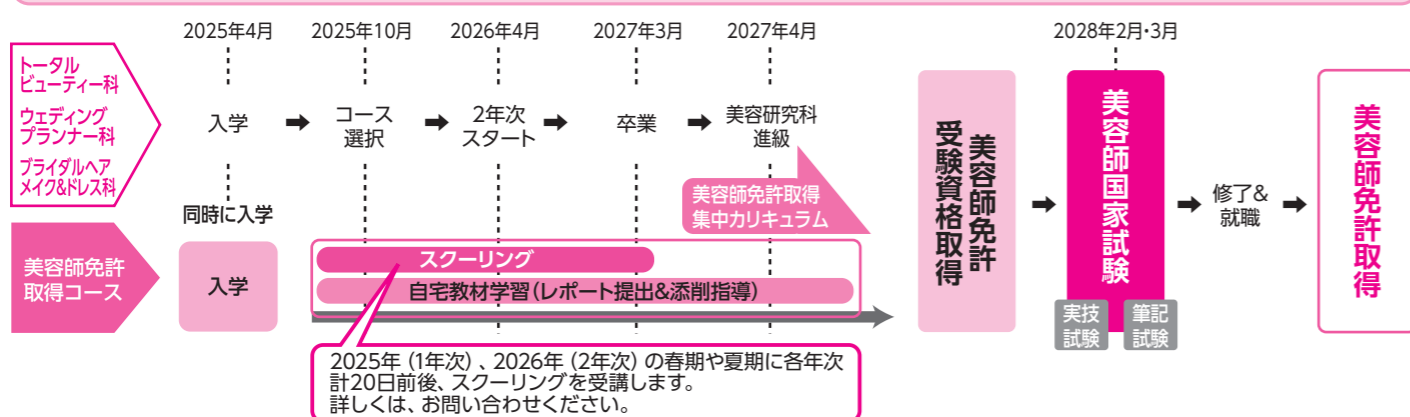 2025年4月
2025年10月
2026年4月
2027年3月
2027年4月
2028年2月・3月
トータル
ビューティー科
ウェディング
プランナー科
ブライダルヘア
メイク&ドレス科
入学
コース
選択
2年次
スタート
卒業
美容研究科
進級
美容師免許取得
集中カリキュラム
同時に入学
美容師免許
取得コース
入学
スクーリング
自宅教材学習(レポート提出&添削指導)
2025年(1年次)、2026年(2年次)の春期や夏期に各年次
計20日前後、スクーリングを受講します。
詳しくは、お問い合わせください。
美容師免許
受験資格取得
美容師国家試験
実技
試験
筆記
試験
修了&
就職
美容師免許取得